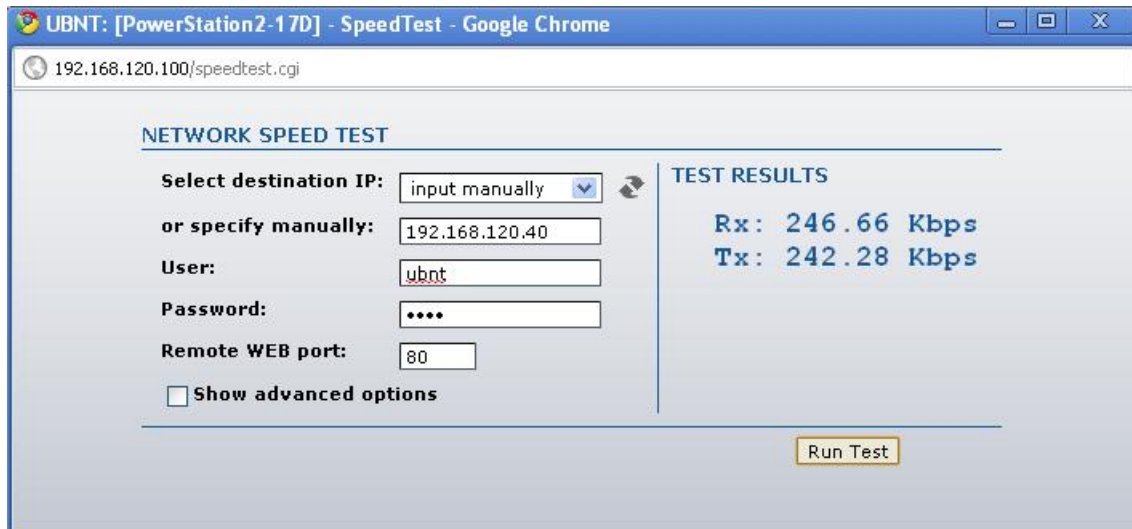 UBNT: [PowerStation2-17D] - SpeedTest - Google Chrome
192.168.120.100/speedtest.cgi
NETWORK SPEED TEST
Select destination IP: input manually
or specify manually: 192.168.120.40
User: ubnt
Password: ••••
Remote WEB port: 80
Show advanced options
TEST RESULTS
Rx: 246.66 Kbps
Tx: 242.28 Kbps
Run Test